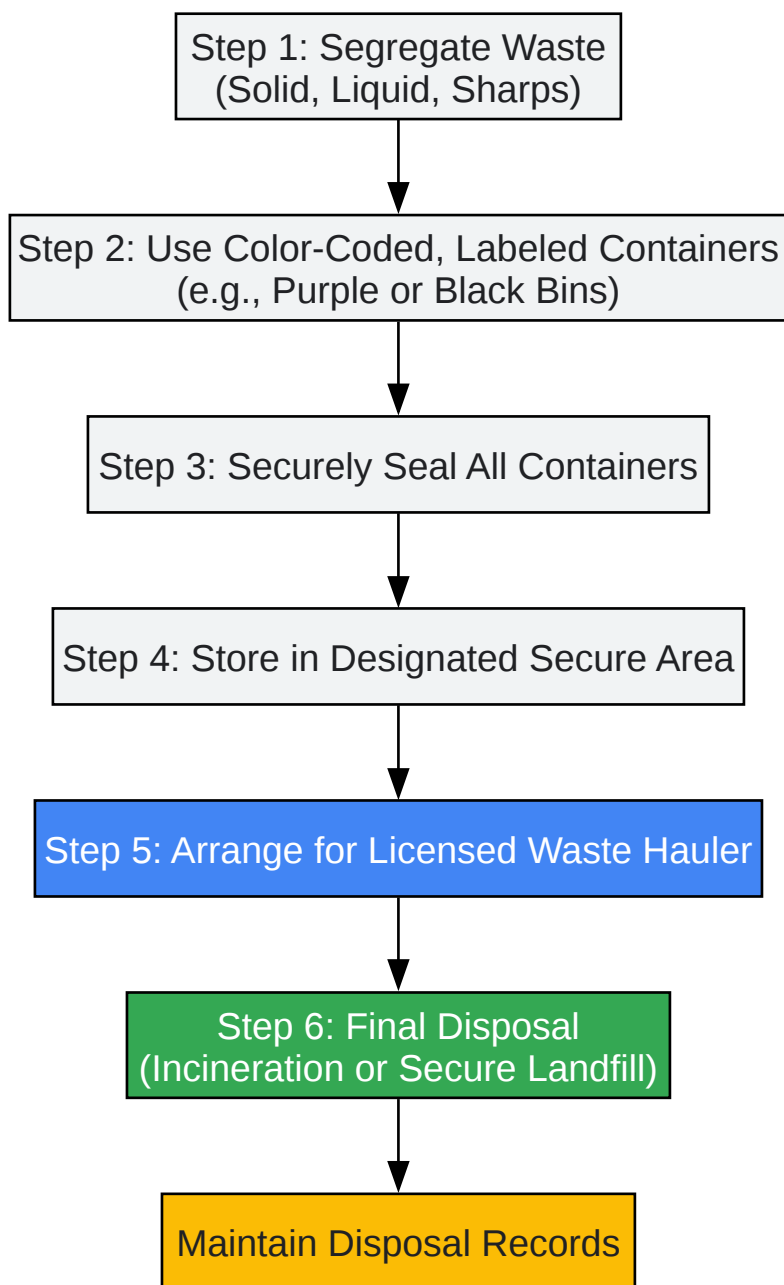 Step 1: Segregate Waste
(Solid, Liquid, Sharps)
Step 2: Use Color-Coded, Labeled Containers
(e.g., Purple or Black Bins)
Step 3: Securely Seal All Containers
Step 4: Store in Designated Secure Area
Step 5: Arrange for Licensed Waste Hauler
Step 6: Final Disposal
(Incineration or Secure Landfill)
Maintain Disposal Records